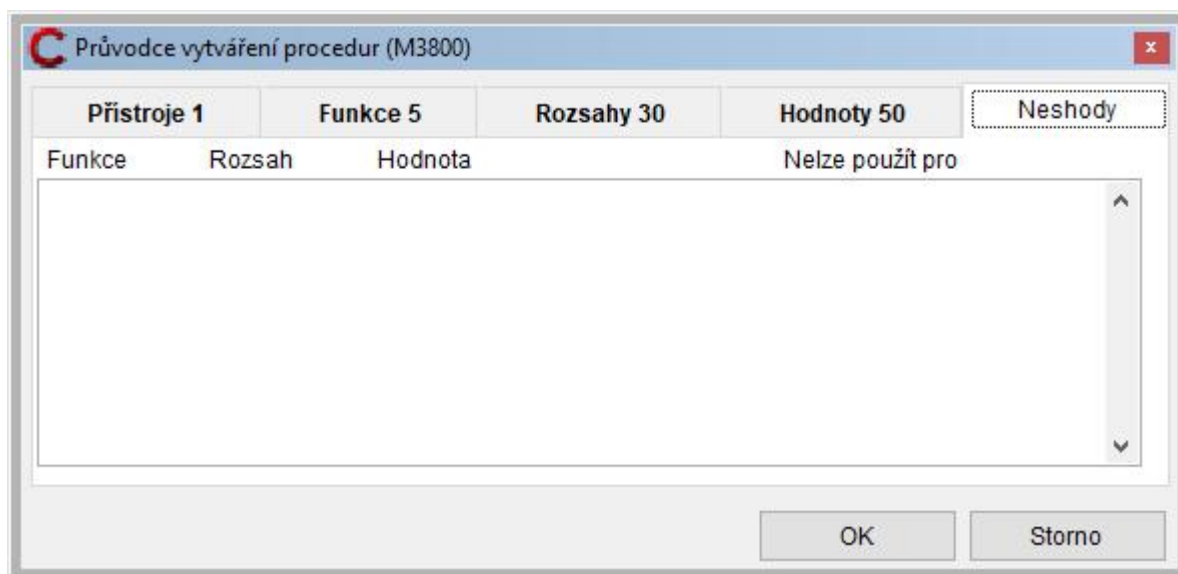 Průvodce vytváření procedur (M3800)
Přístroje 1 Funkce 5 Rozsahy 30 Hodnoty 50 Neshody
Funkce Rozsah Hodnota Nelze použít pro
OK Storno